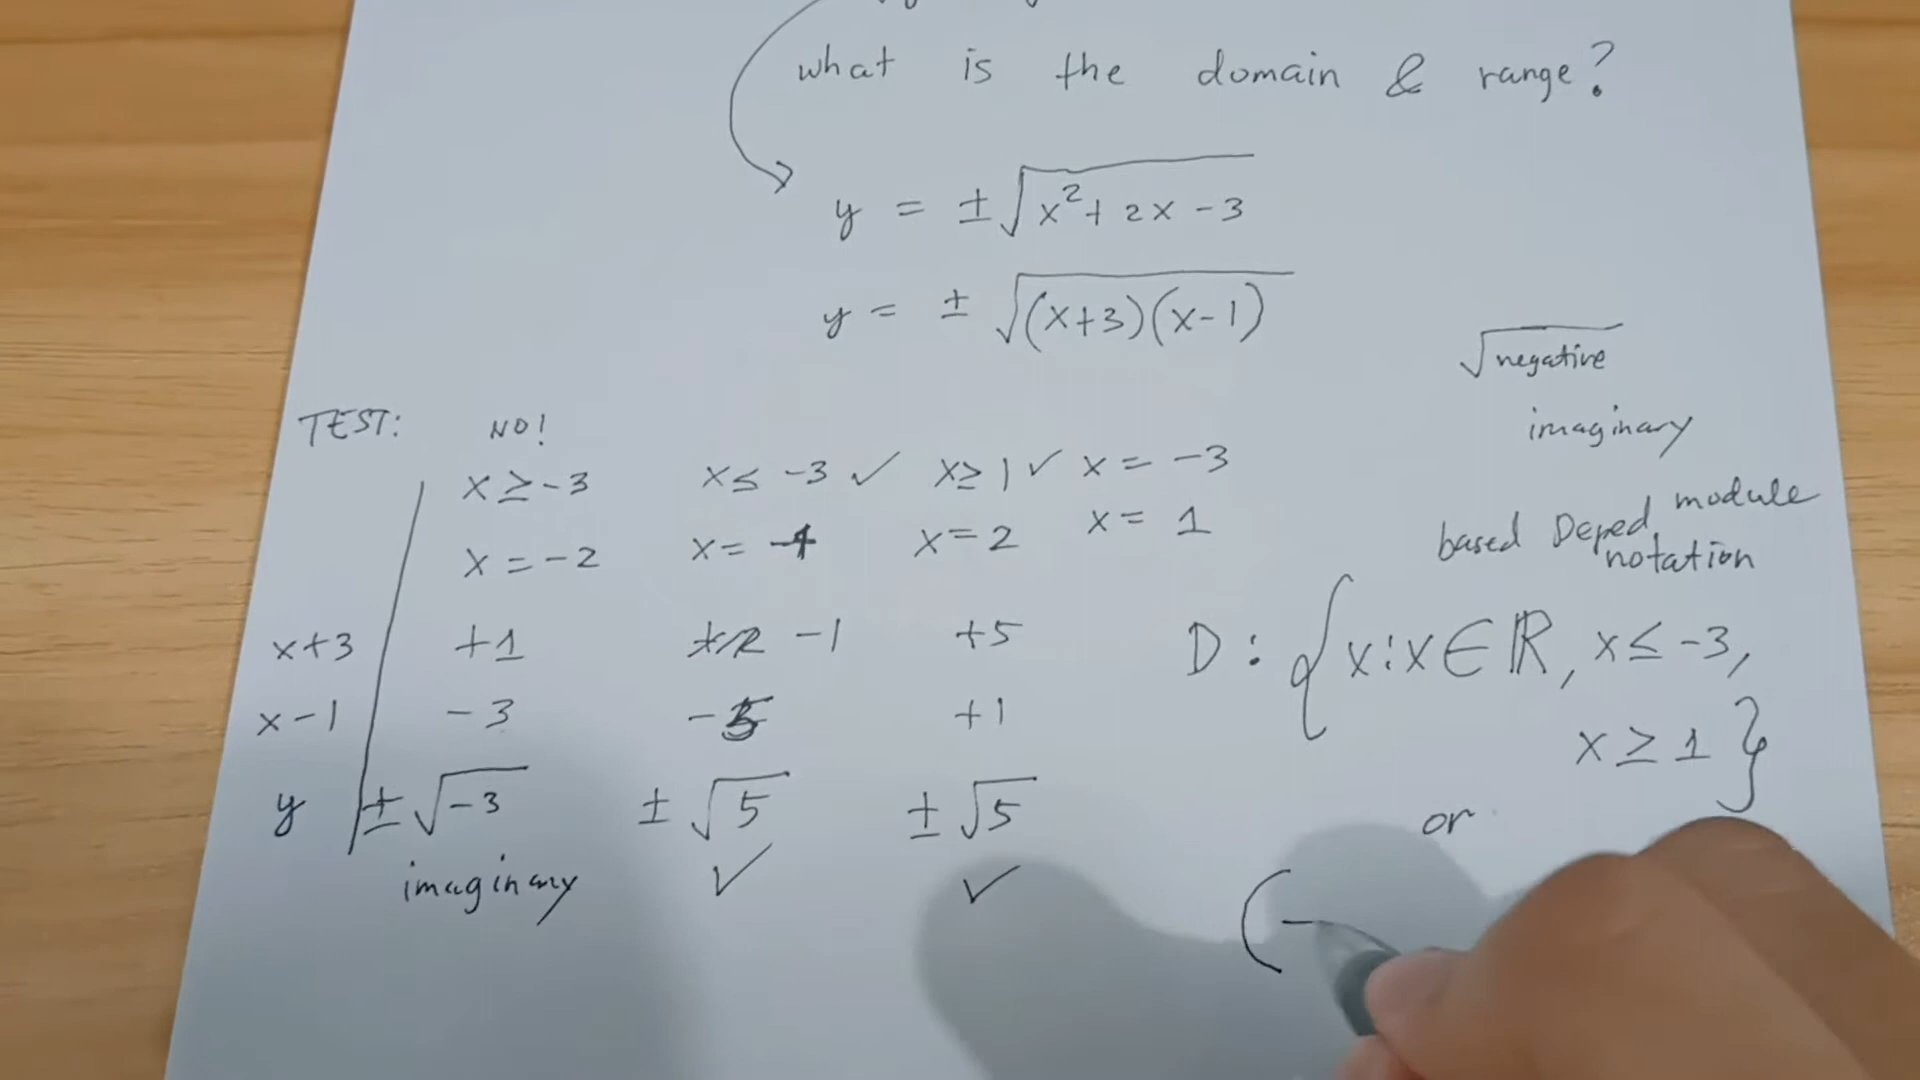 what is the domain & range?
y = ±√x²+ 2x -3
y = ± √(x+3)(x-1)
√negative
imaginary
TEST: NO!
x ≥ -3 x ≤ -3 ✓ x ≥ 1 ✓ x = -3
x = -2 x = -4 x = 2 x = 1
based Deped module
notation
x+3 +1 -1 +5
x-1 -3 -5 +1
y ±√-3 ±√5 ±√5
imaginary ✓ ✓
D : {x:x∈ℝ, x≤ -3,
x ≥ 1}
or
(-